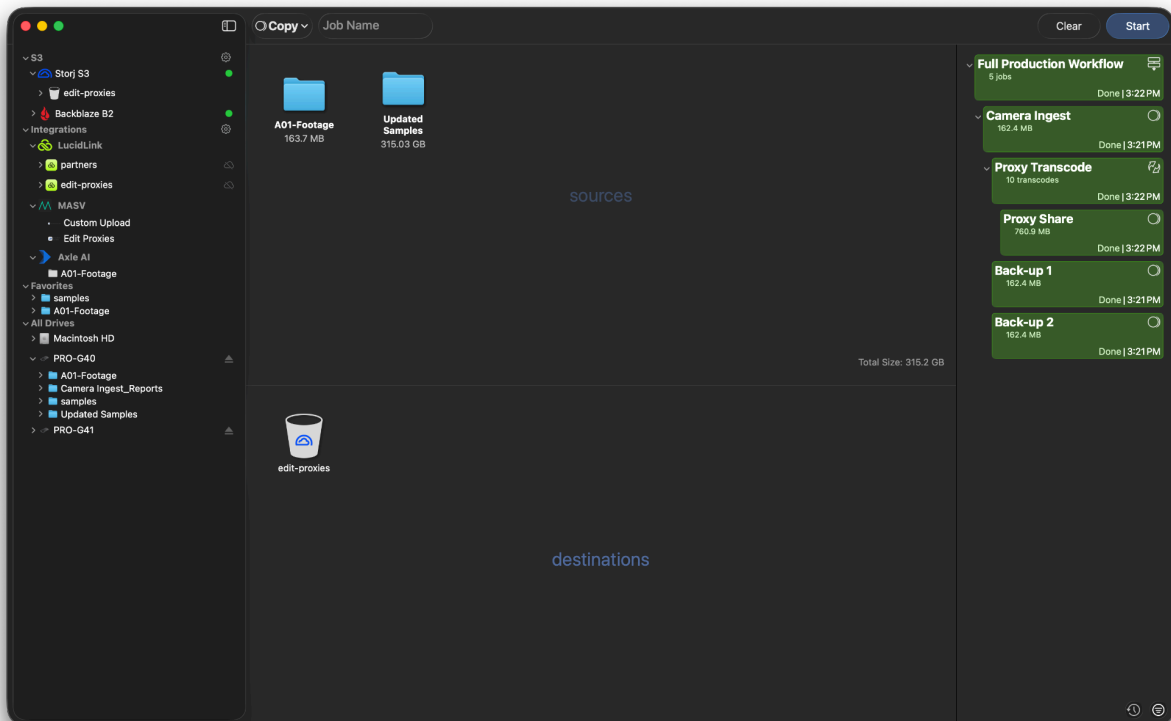 Copy
Job Name
Clear
Start
S3
Storj S3
edit-proxies
Backblaze B2
Integrations
LucidLink
partners
edit-proxies
MASV
Custom Upload
Edit Proxies
Axle AI
A01-Footage
Favorites
samples
A01-Footage
All Drives
Macintosh HD
PRO-G40
A01-Footage
Camera Ingest_Reports
samples
Updated Samples
PRO-G41
A01-Footage
163.7 MB
Updated
Samples
315.03 GB
sources
Total Size: 315.2 GB
edit-proxies
destinations
Full Production Workflow
5 jobs
Done | 3:22 PM
Camera Ingest
162.4 MB
Done | 3:21 PM
Proxy Transcode
10 transcodes
Done | 3:22 PM
Proxy Share
760.9 MB
Done | 3:22 PM
Back-up 1
162.4 MB
Done | 3:21 PM
Back-up 2
162.4 MB
Done | 3:21 PM